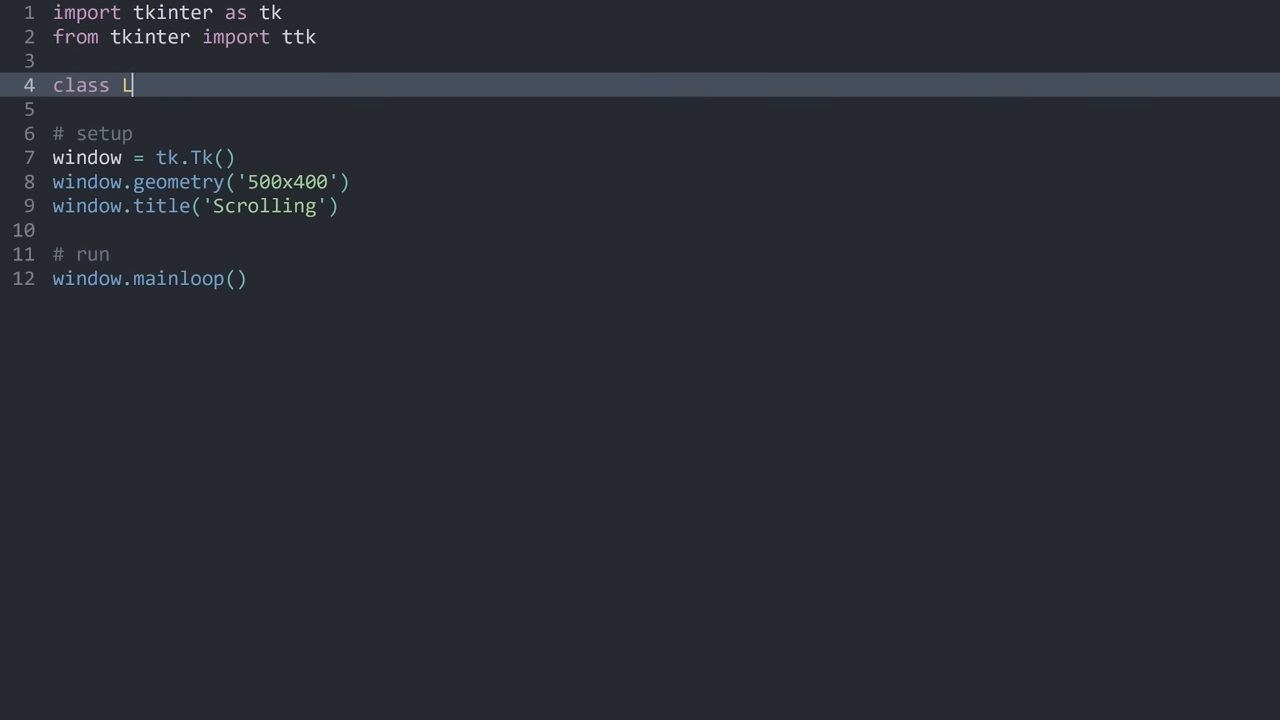 1 import tkinter as tk
2 from tkinter import ttk
3
4 class L
5
6 # setup
7 window = tk.Tk()
8 window.geometry('500x400')
9 window.title('Scrolling')
10
11 # run
12 window.mainloop()